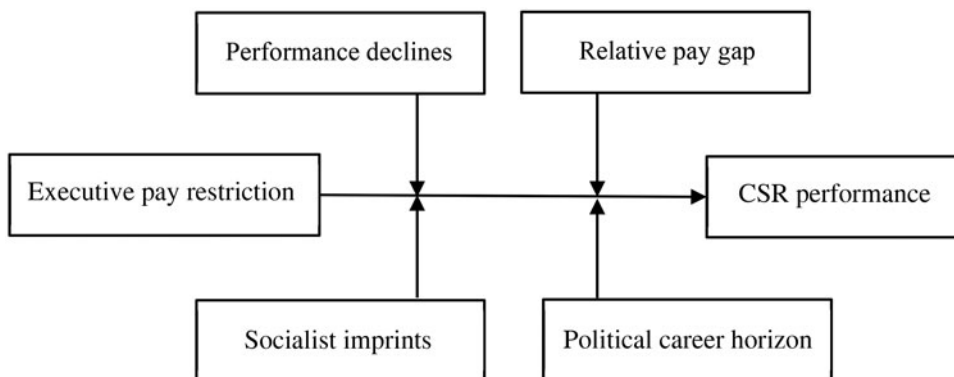 Performance declines
Relative pay gap
Executive pay restriction
CSR performance
Socialist imprints
Political career horizon